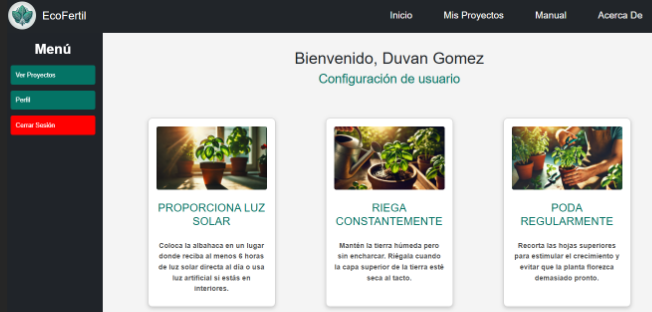 EcoFertil
Inicio
Mis Proyectos
Manual
Acerca De
Menú
Ver Proyectos
Perfil
Cerrar Sesión
Bienvenido, Duvan Gomez
Configuración de usuario
PROPORCIONA LUZ
SOLAR
Coloca la albahaca en un lugar
donde reciba al menos 6 horas
de luz solar directa al día o usa
luz artificial si estás en
interiores.
RIEGA
CONSTANTEMENTE
Mantén la tierra húmeda pero
sin encharcar. Riégala cuando
la capa superior de la tierra esté
seca al tacto.
PODA
REGULARMENTE
Recorta las hojas superiores
para estimular el crecimiento y
evitar que la planta florezca
demasiado pronto.